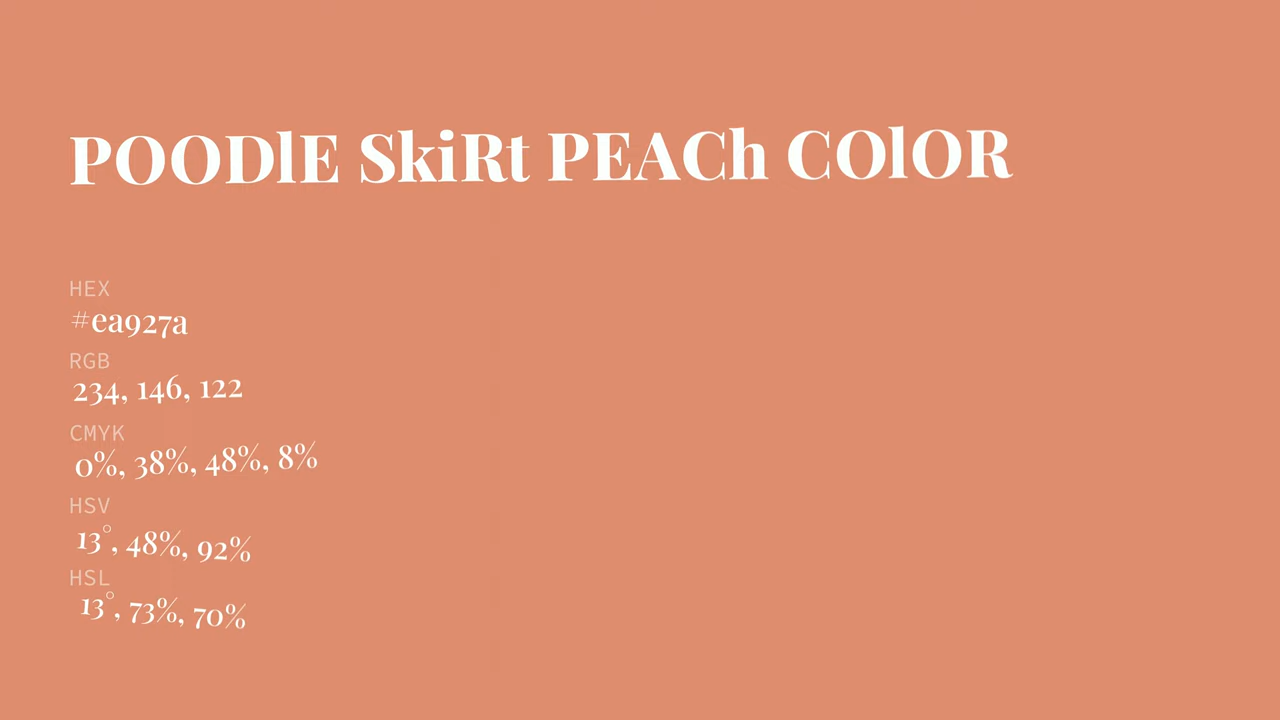 POODlE SkiRt PEACh COlOR
HEX
#ea927a
RGB
234, 146, 122
CMYK
0%, 38%, 48%, 8%
HSV
13°, 48%, 92%
HSL
13°, 73%, 70%